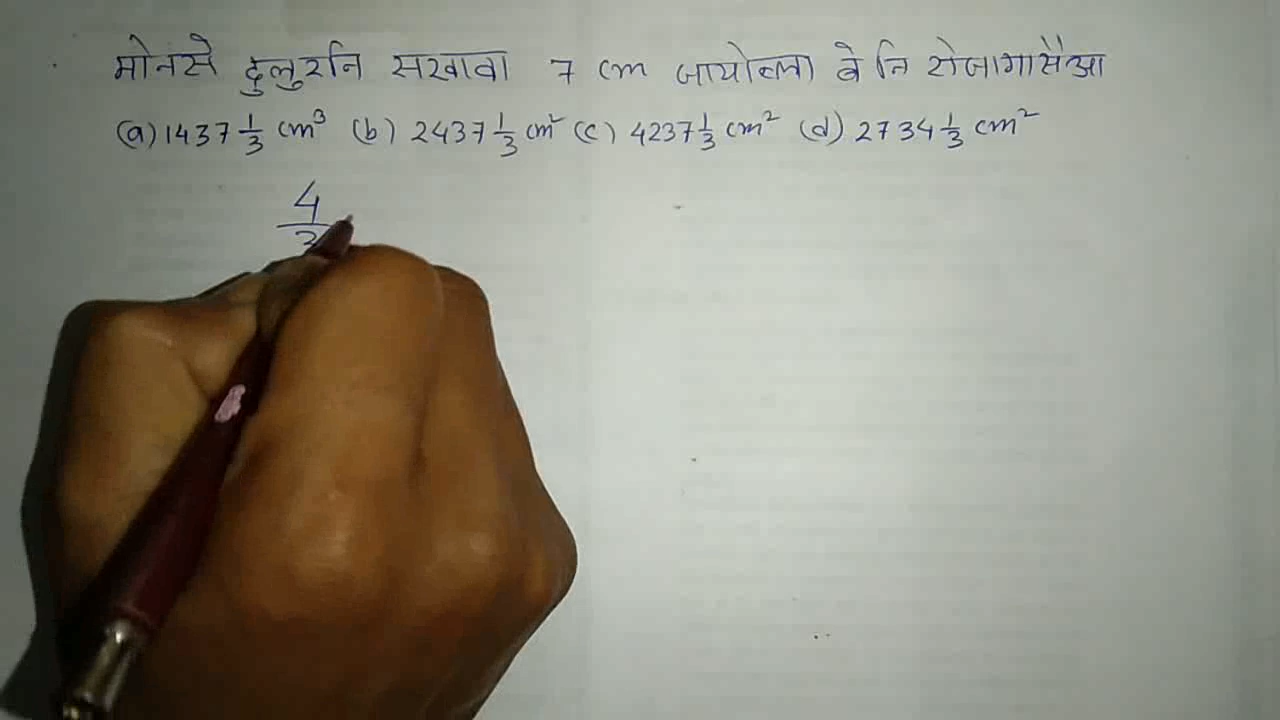 मोनसे दुलुरनि सखावा 7 cm जायोब्ला बेनि रोजागासैआ
(a) 1437 1/3 cm³ (b) 2437 1/3 cm² (c) 4237 1/3 cm² (d) 2734 1/3 cm²
4/3